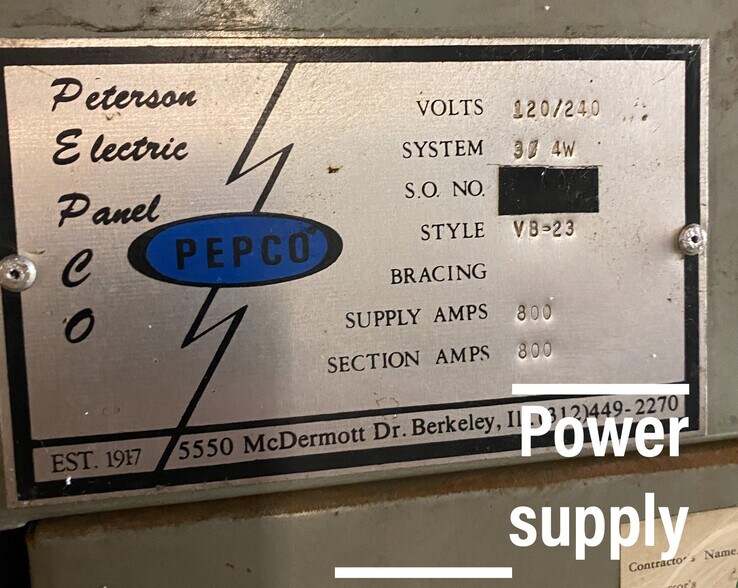 Peterson
Electric
Panel
C
O
PEPCO
VOLTS 120/240
SYSTEM 3Ø 4W
S.O. NO.
STYLE VB-23
BRACING
SUPPLY AMPS 800
SECTION AMPS 800
EST. 1917 5550 McDermott Dr. Berkeley, IL (312)449-2270
Power
supply
Contractor's Name